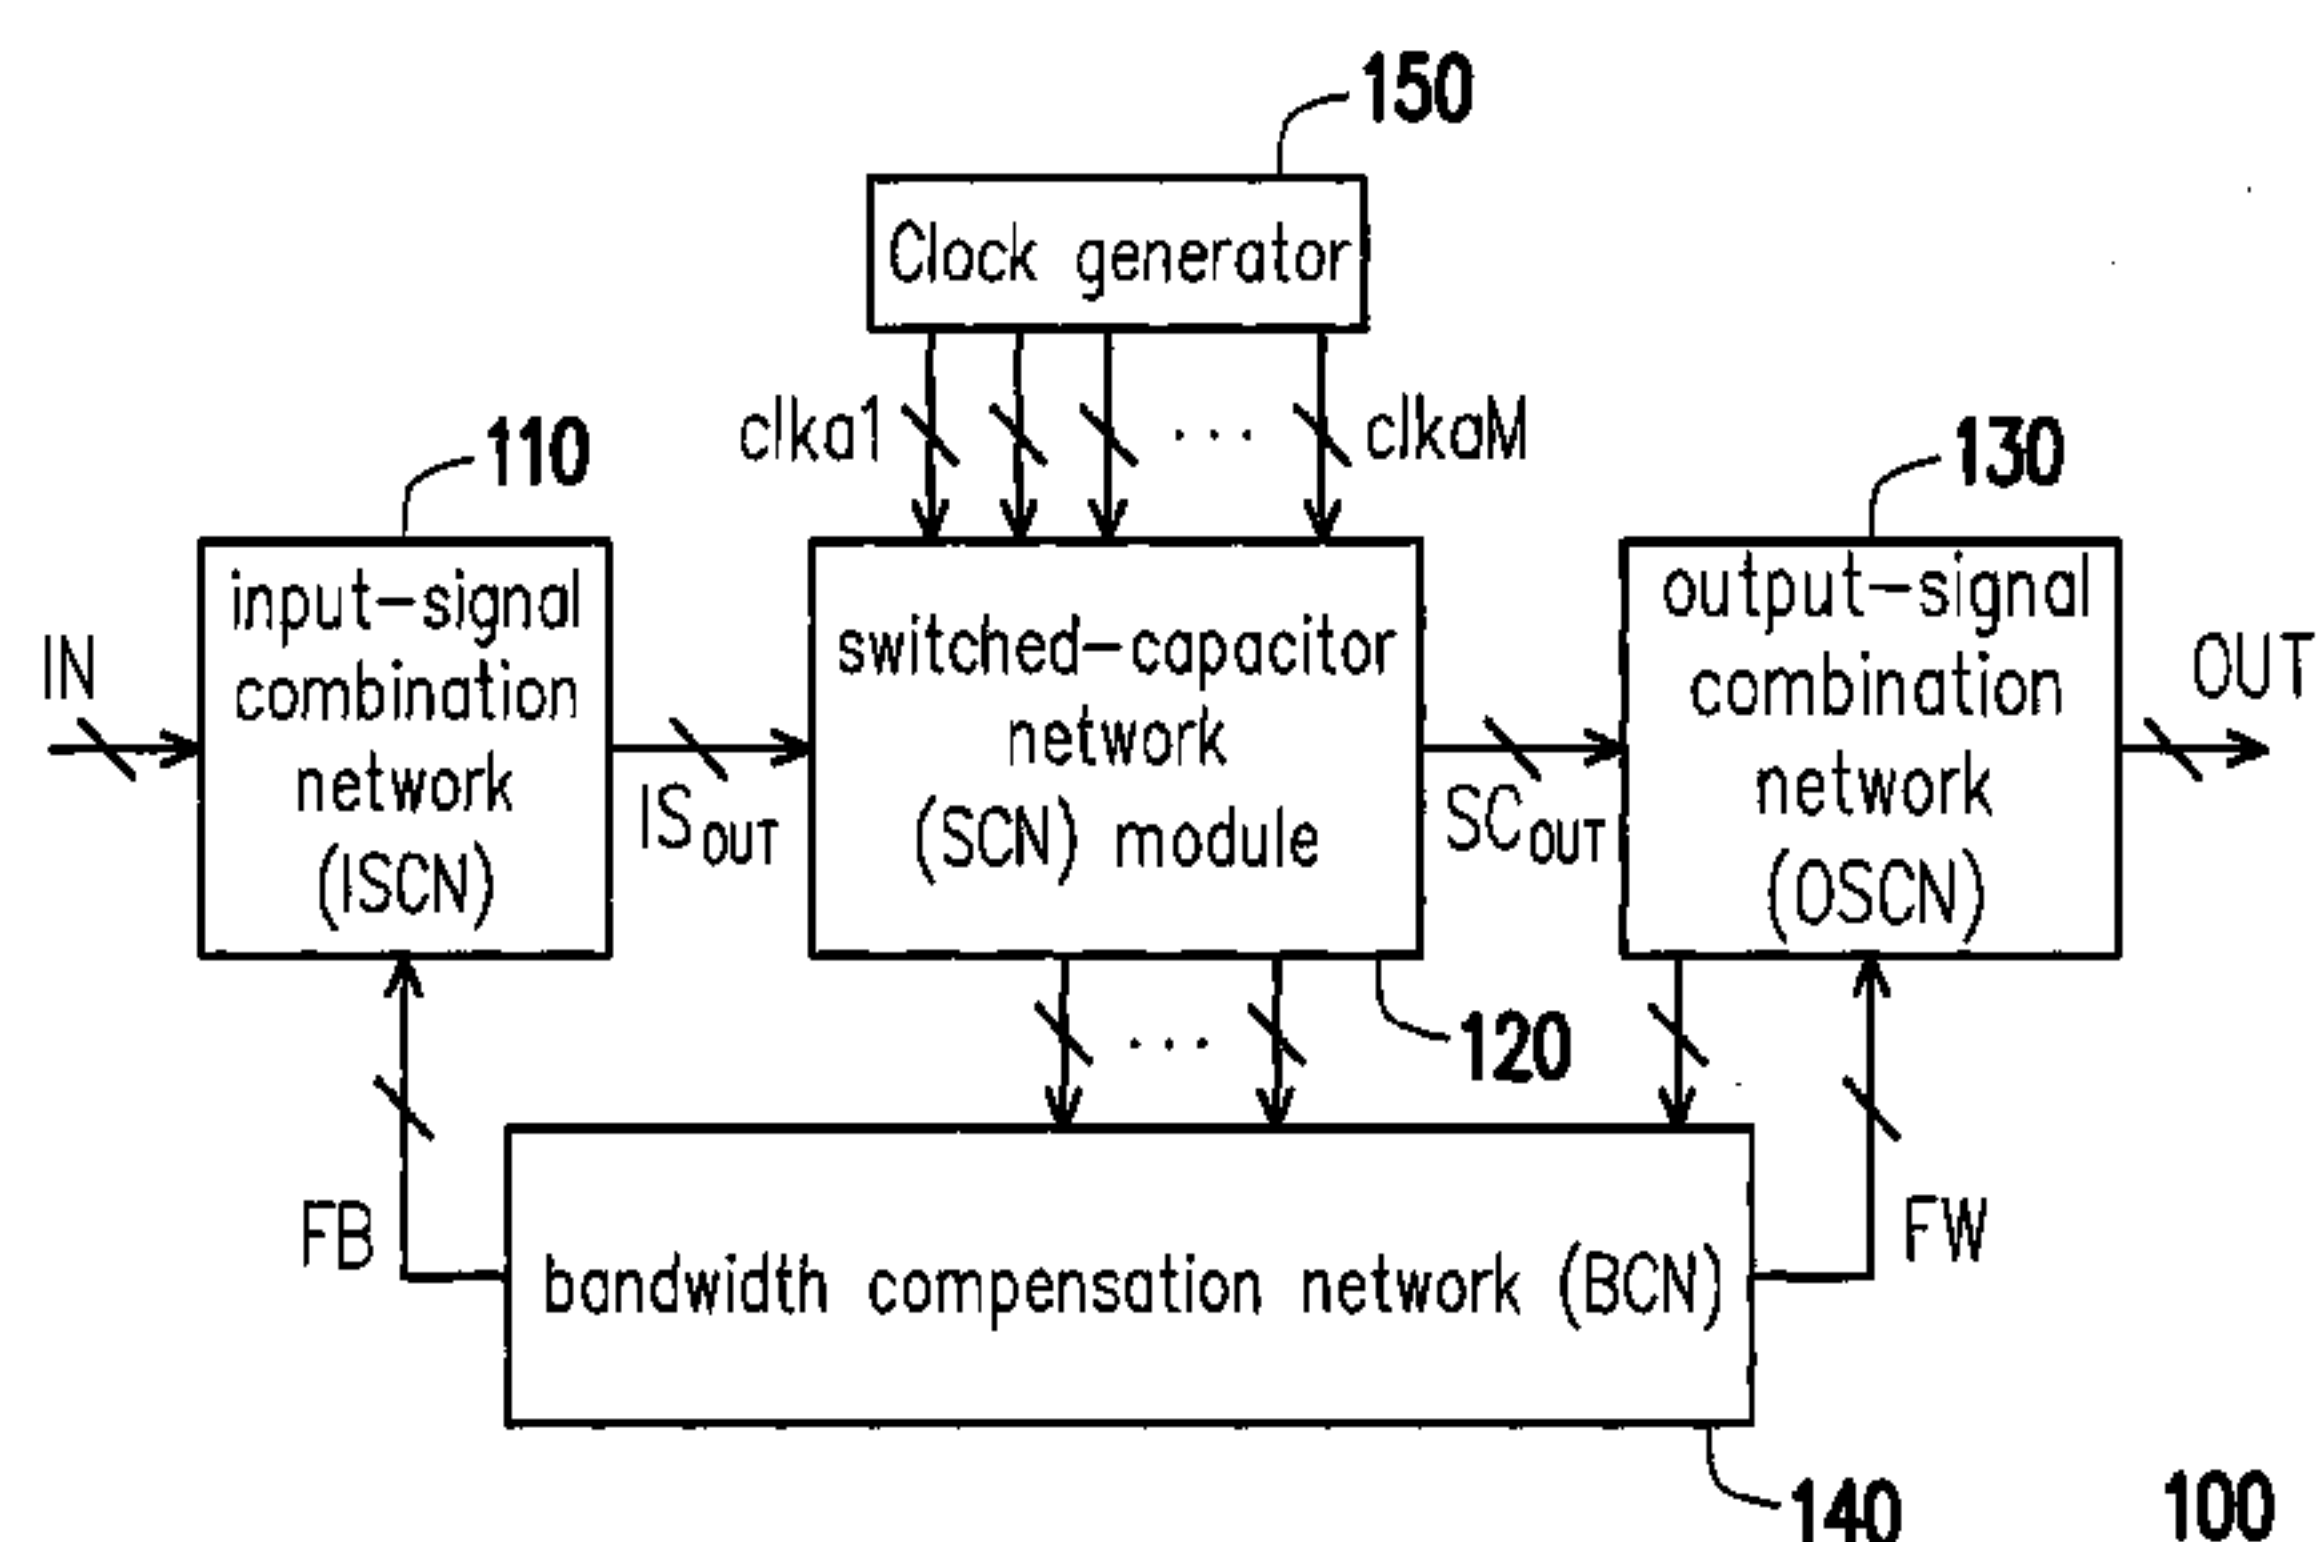 150
Clock generator
clka1
. . .
clkaM
110
130
input-signal
combination
network
(ISCN)
switched-capacitor
network
(SCN) module
output-signal
combination
network
(OSCN)
IN
OUT
ISOUT
SCOUT
. . .
120
FB
FW
bandwidth compensation network (BCN)
140
100